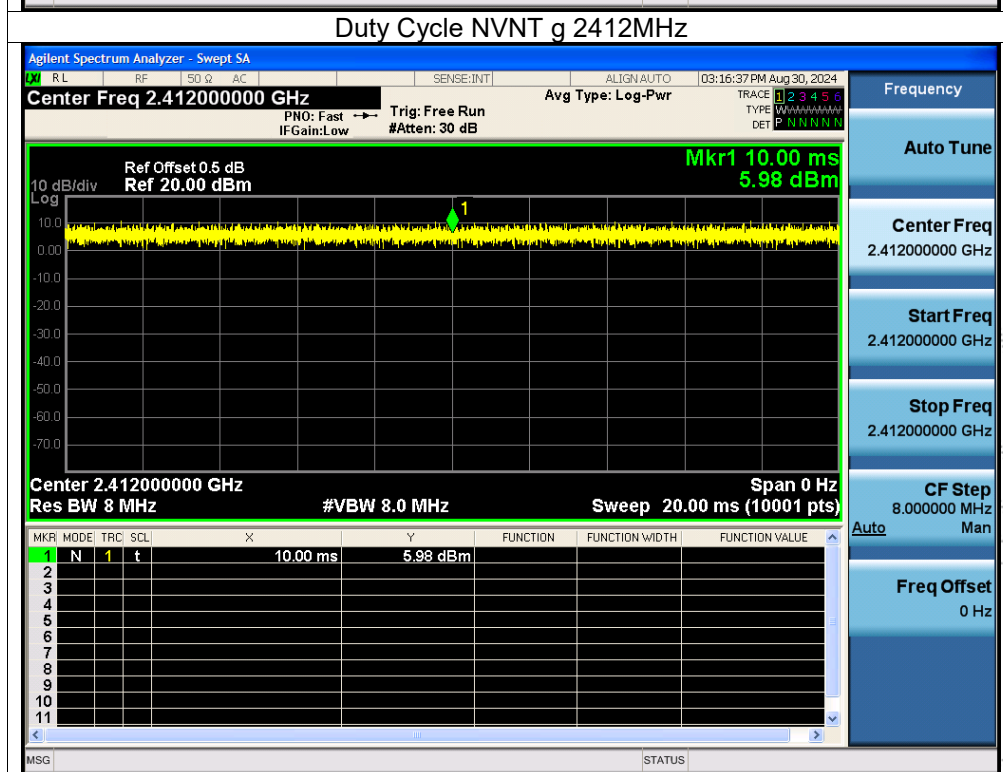 Duty Cycle NVNT g 2412MHz
Agilent Spectrum Analyzer - Swept SA
LXI RL RF 50 Ω AC SENSE:INT ALIGN AUTO 03:16:37 PM Aug 30, 2024
Center Freq 2.412000000 GHz Avg Type: Log-Pwr TRACE 1 2 3 4 5 6
PNO: Fast Trig: Free Run TYPE WWWWWW
IFGain:Low #Atten: 30 dB DET P N N N N N
Mkr1 10.00 ms
5.98 dBm
Ref Offset 0.5 dB
10 dB/div Ref 20.00 dBm
Log
1
10.0
0.00
-10.0
-20.0
-30.0
-40.0
-50.0
-60.0
-70.0
Center 2.412000000 GHz Span 0 Hz
Res BW 8 MHz #VBW 8.0 MHz Sweep 20.00 ms (10001 pts)
MKR MODE TRC SCL X Y FUNCTION FUNCTION WIDTH FUNCTION VALUE
1 N 1 t 10.00 ms 5.98 dBm
2
3
4
5
6
7
8
9
10
11
MSG STATUS
Frequency
Auto Tune
Center Freq
2.412000000 GHz
Start Freq
2.412000000 GHz
Stop Freq
2.412000000 GHz
CF Step
8.000000 MHz
Auto Man
Freq Offset
0 Hz